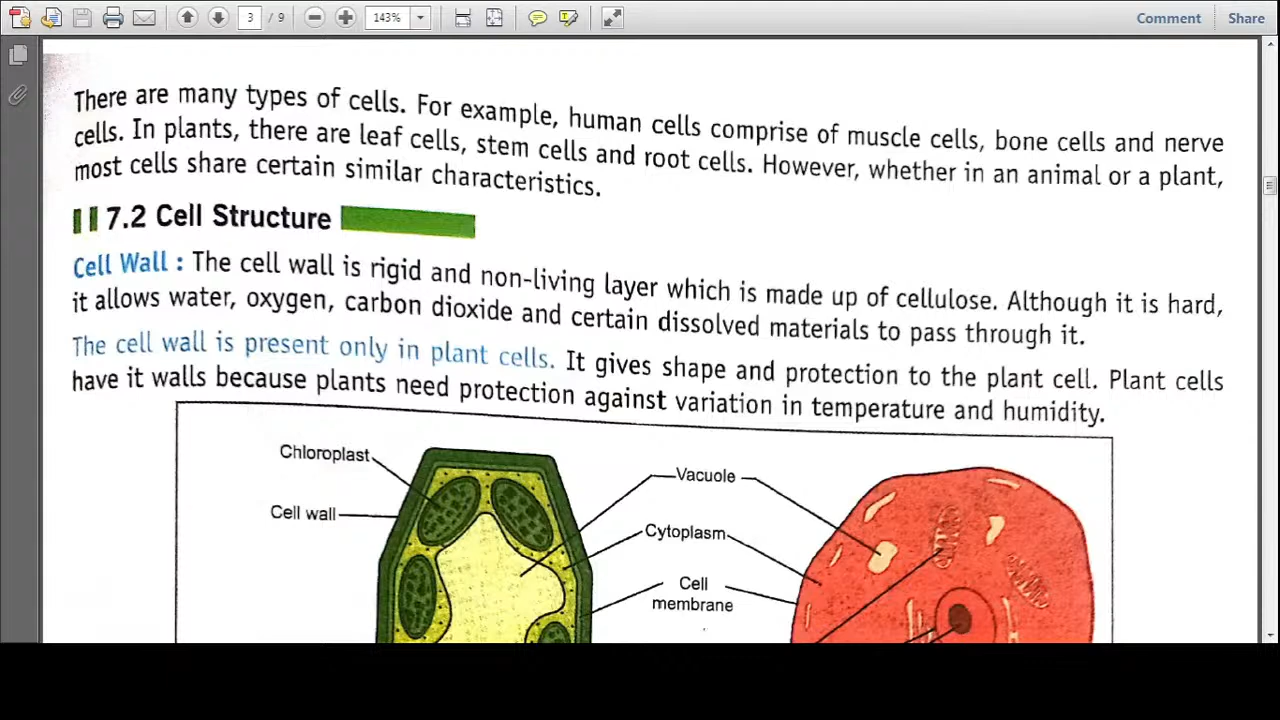 3 / 9 143% Comment Share
There are many types of cells. For example, human cells comprise of muscle cells, bone cells and nerve
cells. In plants, there are leaf cells, stem cells and root cells. However, whether in an animal or a plant,
most cells share certain similar characteristics.
7.2 Cell Structure
Cell Wall : The cell wall is rigid and non-living layer which is made up of cellulose. Although it is hard,
it allows water, oxygen, carbon dioxide and certain dissolved materials to pass through it.
The cell wall is present only in plant cells. It gives shape and protection to the plant cell. Plant cells
have it walls because plants need protection against variation in temperature and humidity.
Chloroplast
Cell wall
Vacuole
Cytoplasm
Cell
membrane